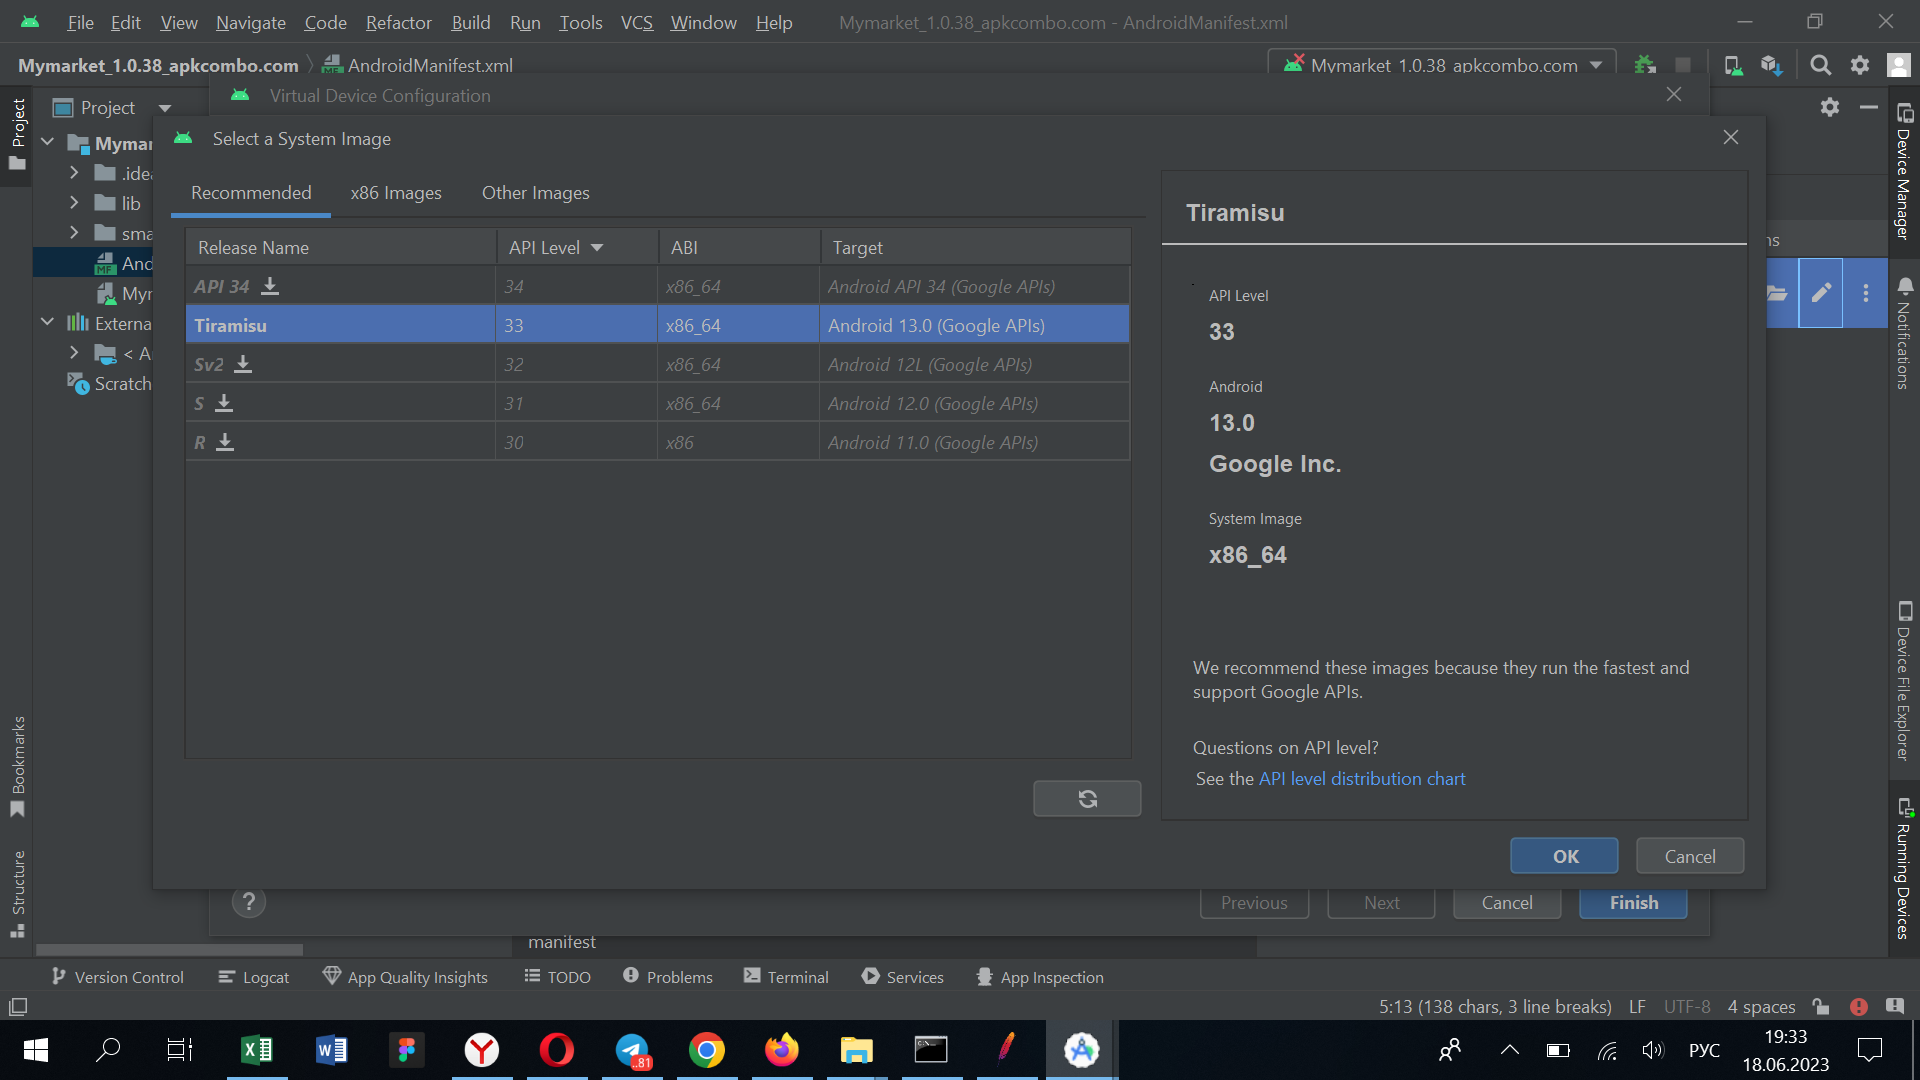 File Edit View Navigate Code Refactor Build Run Tools VCS Window Help Mymarket_1.0.38_apkcombo.com - AndroidManifest.xml
Mymarket_1.0.38_apkcombo.com AndroidManifest.xml Mymarket_1.0.38_apkcombo.com
Virtual Device Configuration
Project
Project
Select a System Image
Recommended x86 Images Other Images
Release Name API Level ABI Target
API 34 34 x86_64 Android API 34 (Google APIs)
Tiramisu 33 x86_64 Android 13.0 (Google APIs)
Sv2 32 x86_64 Android 12L (Google APIs)
S 31 x86_64 Android 12.0 (Google APIs)
R 30 x86 Android 11.0 (Google APIs)
Tiramisu
API Level
33
Android
13.0
Google Inc.
System Image
x86_64
We recommend these images because they run the fastest and
support Google APIs.
Questions on API level?
See the API level distribution chart
OK Cancel
? Previous Next Cancel Finish
Mymar
.idea
lib
sma
And
Myr
Externa
< A
Scratch
ns
Bookmarks
Structure
Device Manager
Notifications
Device File Explorer
Running Devices
manifest
Version Control Logcat App Quality Insights TODO Problems Terminal Services App Inspection
5:13 (138 chars, 3 line breaks) LF UTF-8 4 spaces
..81
РУС
19:33
18.06.2023